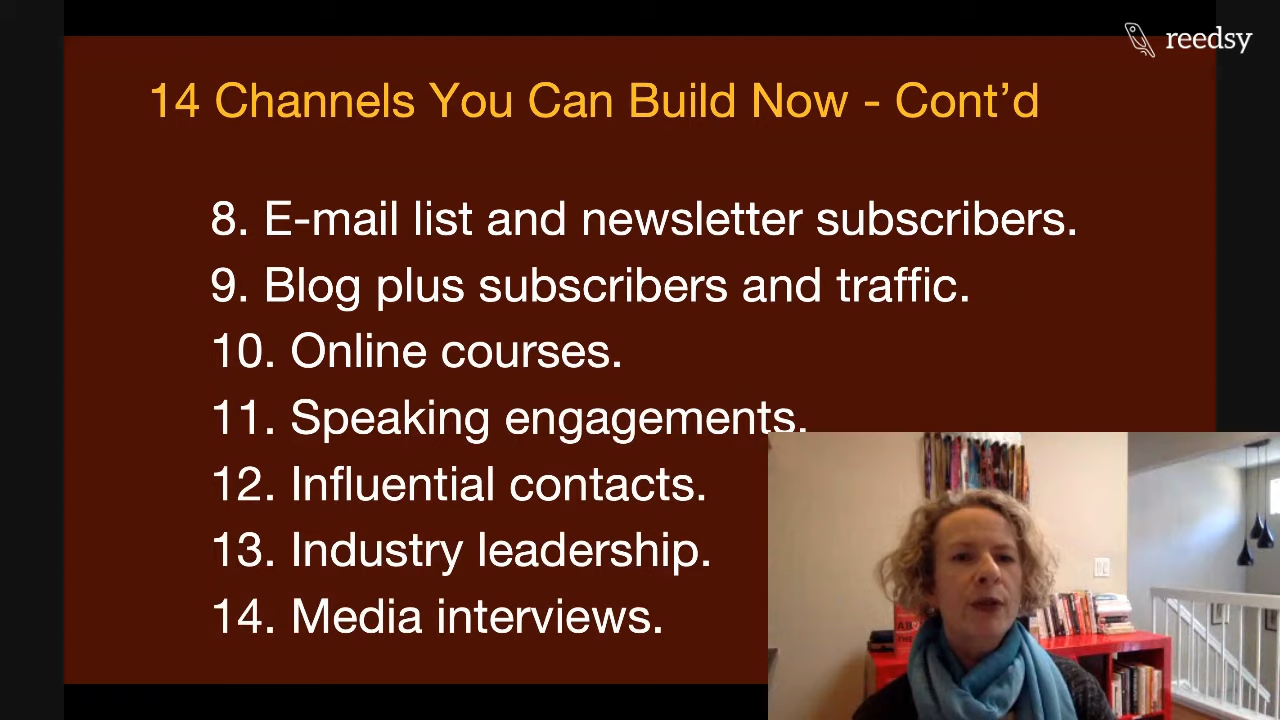 reedsy
14 Channels You Can Build Now - Cont’d
8. E-mail list and newsletter subscribers.
9. Blog plus subscribers and traffic.
10. Online courses.
11. Speaking engagements.
12. Influential contacts.
13. Industry leadership.
14. Media interviews.